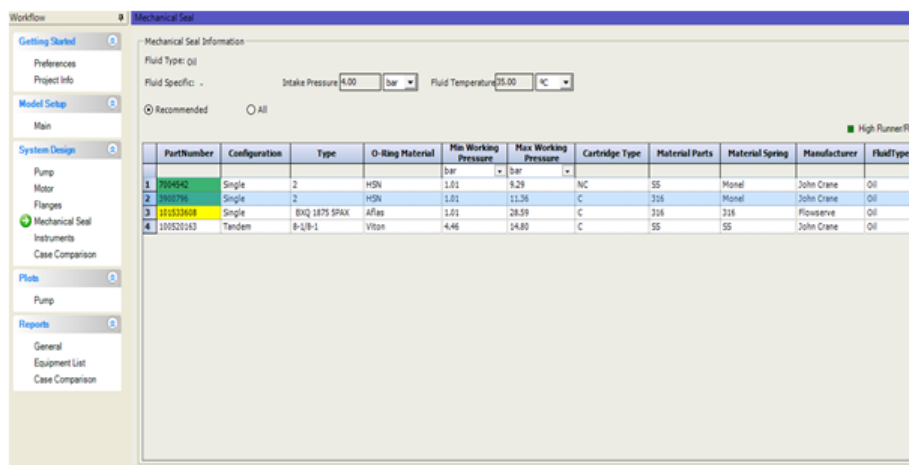 Workflow
Mechanical Seal
Getting Started
Preferences
Project Info
Model Setup
Main
System Design
Pump
Motor
Flanges
Mechanical Seal
Instruments
Case Comparison
Plots
Pump
Reports
General
Equipment List
Case Comparison
Mechanical Seal Information
Fluid Type: Oil
Fluid Specific: - Intake Pressure 4.00 bar Fluid Temperature 35.00 ºC
Recommended All
High Runner/F
PartNumber Configuration Type O-Ring Material Min Working Pressure Max Working Pressure Cartridge Type Material Parts Material Spring Manufacturer FluidType
bar bar
1 7004542 Single 2 HSN 1.01 9.29 NC SS Monel John Crane Oil
2 3900796 Single 2 HSN 1.01 11.36 C 316 Monel John Crane Oil
3 101533608 Single BXQ 1875 SPAX Aflas 1.01 28.59 C 316 316 Flowserve Oil
4 100520163 Tandem 8-1/8-1 Viton 4.46 14.80 C SS SS John Crane Oil